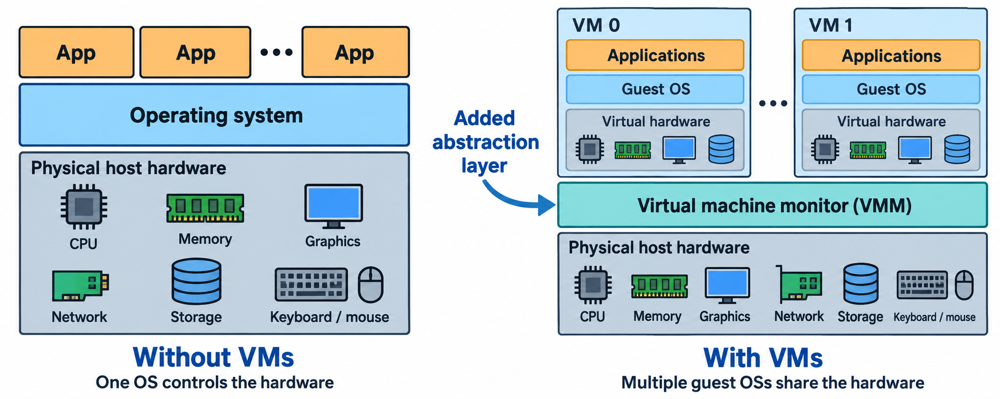 App
App
App
Operating system
Physical host hardware
CPU
Memory
Graphics
Network
Storage
Keyboard / mouse
Without VMs
One OS controls the hardware
Added
abstraction
layer
VM 0
Applications
Guest OS
Virtual hardware
VM 1
Applications
Guest OS
Virtual hardware
Virtual machine monitor (VMM)
Physical host hardware
CPU
Memory
Graphics
Network
Storage
Keyboard / mouse
With VMs
Multiple guest OSs share the hardware